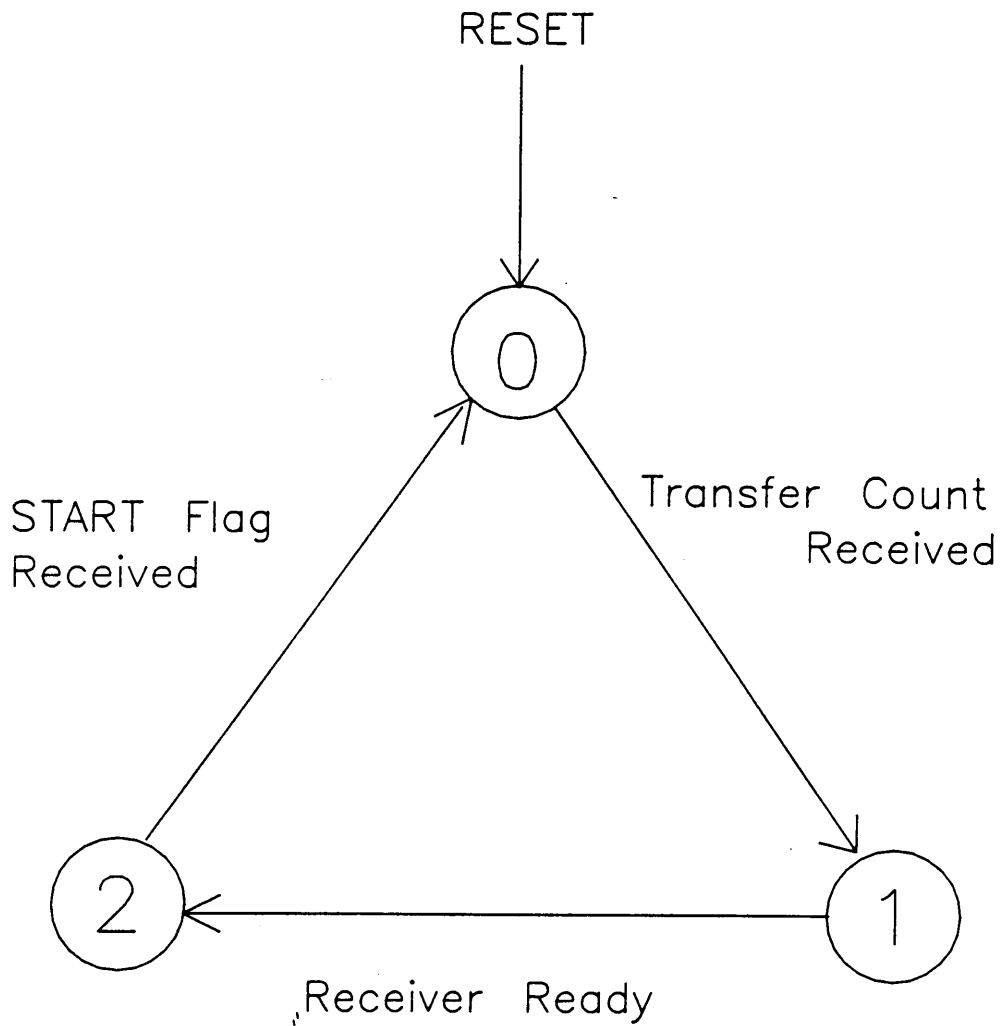 RESET
0
Transfer Count
Received
START Flag
Received
2
1
Receiver Ready